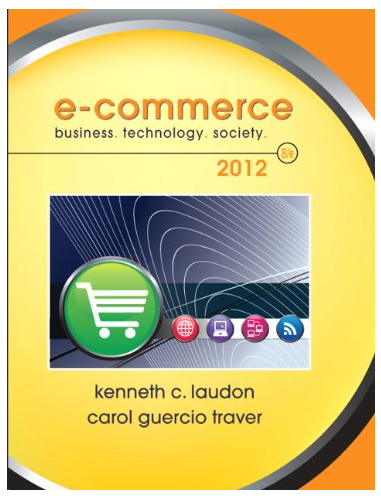 e-commerce
business. technology. society.
8/e
2012
kenneth c. laudon
carol guercio traver